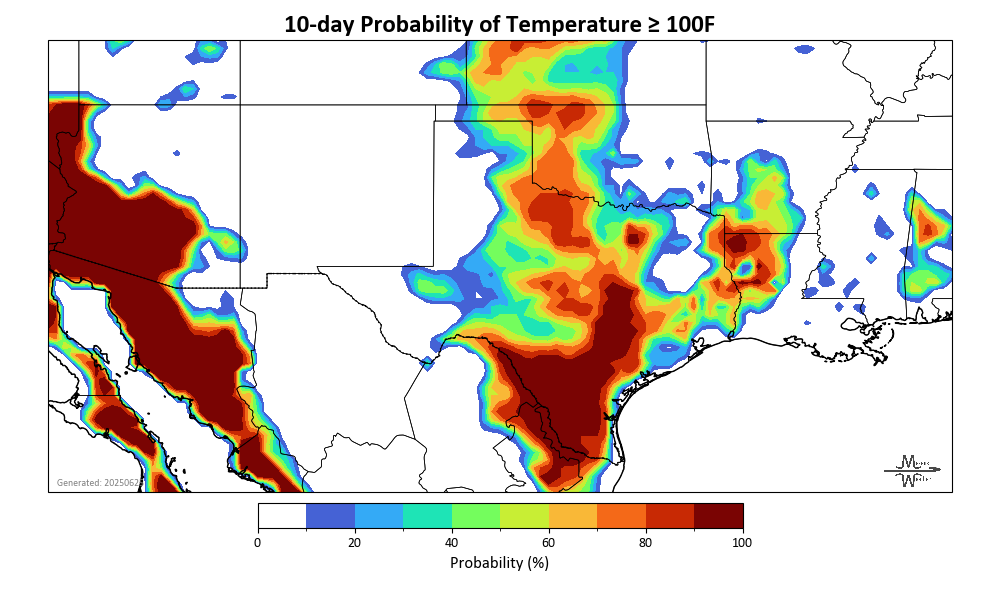 10-day Probability of Temperature ≥ 100F
Generated: 2025062
0 20 40 60 80 100
Probability (%)